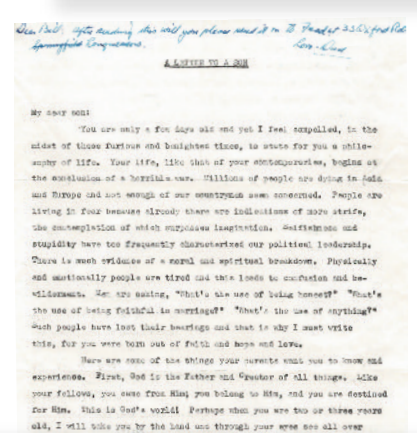 Dear Bill: after reading this will you please send it on to
A LETTER TO A SON
My dear son:
You are only a few days old and yet I feel compelled, in the
midst of these furious and benighted times, to state for you a philo-
sophy of life. Your life, like that of your contemporaries, begins at
the conclusion of a horrible war. Millions of people are dying in Asia
and Europe and not enough of our countrymen seem concerned. People are
living in fear because already there are indications of more strife,
the contemplation of which surpasses imagination. Selfishness and
stupidity have too frequently characterized our political leadership.
There is much evidence of a moral and spiritual breakdown. Physically
and emotionally people are tired and this leads to confusion and be-
wilderment. Men are asking, "What's the use of being honest?" "What's
the use of being faithful in marriage?" "What's the use of anything?"
Such people have lost their bearings and that is why I must write
this, for you were born out of faith and hope and love.
Here are some of the things your parents want you to know and
experience. First, God is the Father and Creator of all things. Like
your fellows, you came from Him; you belong to Him, and you are destined
for Him. This is God's world! Perhaps when you are two or three years
old, I will take you by the hand and through your eyes see all over